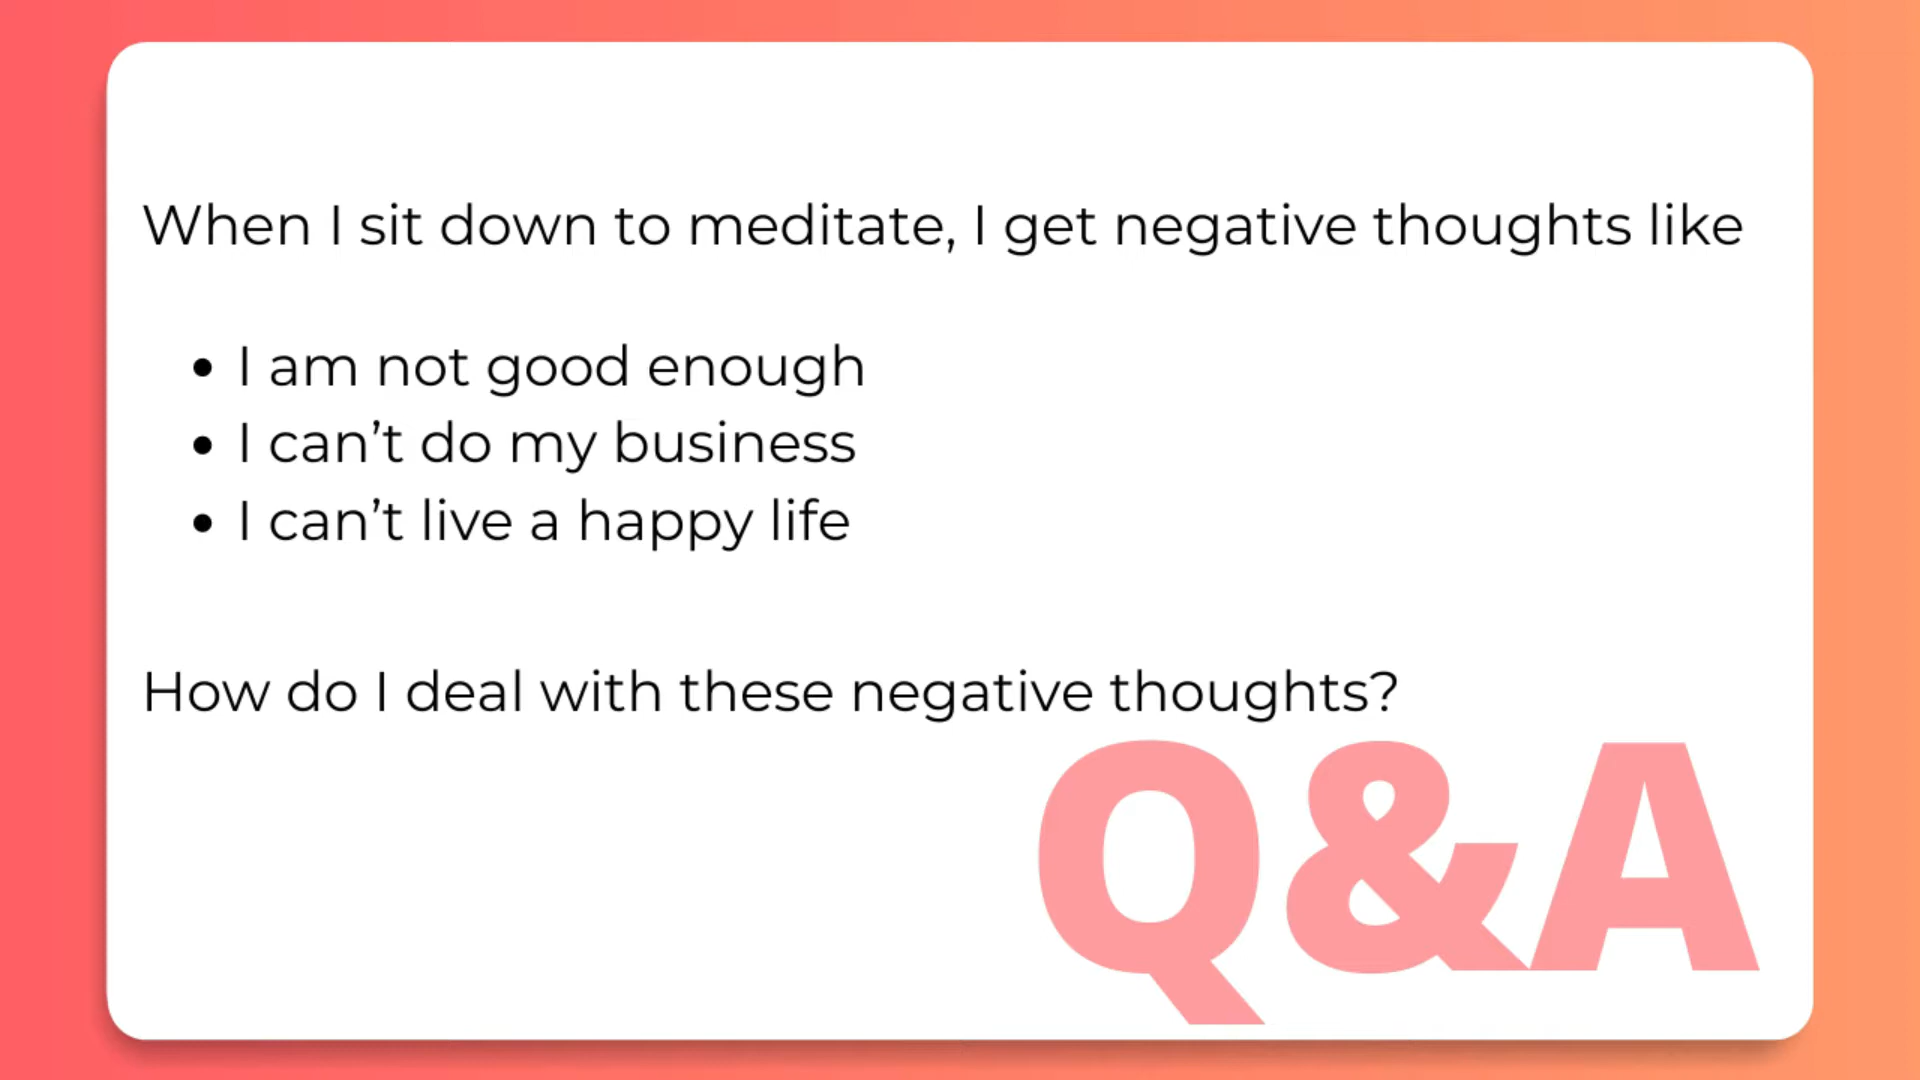 When I sit down to meditate, I get negative thoughts like
• I am not good enough
• I can’t do my business
• I can’t live a happy life
How do I deal with these negative thoughts?
Q&A